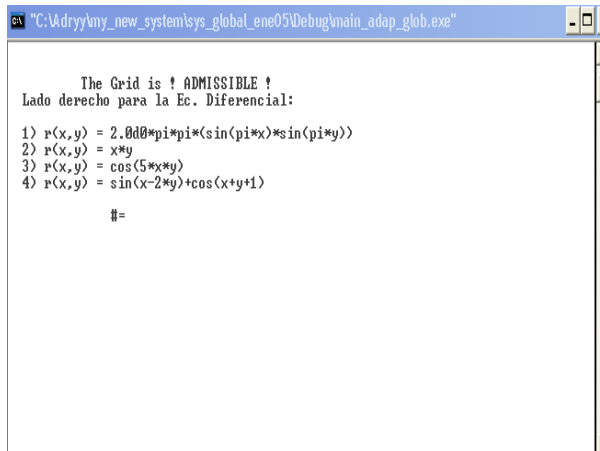 "C:\Adryy\my_new_system\sys_global_ene05\Debug\main_adap_glob.exe"
The Grid is ! ADMISSIBLE !
Lado derecho para la Ec. Diferencial:
1) r(x,y) = 2.0d0*pi*pi*(sin(pi*x)*sin(pi*y))
2) r(x,y) = x*y
3) r(x,y) = cos(5*x*y)
4) r(x,y) = sin(x-2*y)+cos(x+y+1)
#=